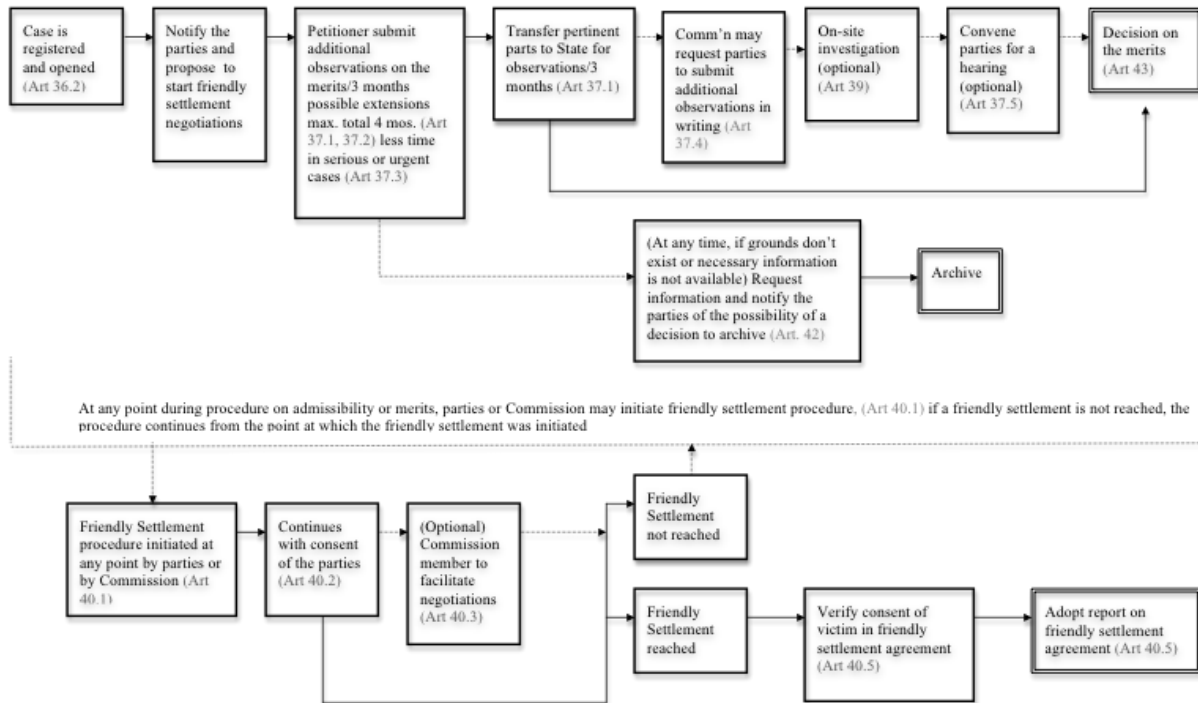 Case is
registered
and opened
(Art 36.2)
Notify the
parties and
propose to
start friendly
settlement
negotiations
Petitioner submit
additional
observations on the
merits/3 months
possible extensions
max. total 4 mos. (Art
37.1, 37.2) less time
in serious or urgent
cases (Art 37.3)
Transfer pertinent
parts to State for
observations/3
months (Art 37.1)
Comm'n may
request parties
to submit
additional
observations in
writing (Art
37.4)
On-site
investigation
(optional)
(Art 39)
Convene
parties for a
hearing
(optional)
(Art 37.5)
Decision on
the merits
(Art 43)
(At any time, if grounds don't
exist or necessary information
is not available) Request
information and notify the
parties of the possibility of a
decision to archive (Art. 42)
Archive
At any point during procedure on admissibility or merits, parties or Commission may initiate friendly settlement procedure, (Art 40.1) if a friendly settlement is not reached, the
procedure continues from the point at which the friendly settlement was initiated
Friendly Settlement
procedure initiated at
any point by parties or
by Commission (Art
40.1)
Continues
with consent
of the parties
(Art 40.2)
(Optional)
Commission
member to
facilitate
negotiations
(Art 40.3)
Friendly
Settlement
not reached
Friendly
Settlement
reached
Verify consent of
victim in friendly
settlement agreement
(Art 40.5)
Adopt report on
friendly settlement
agreement (Art 40.5)